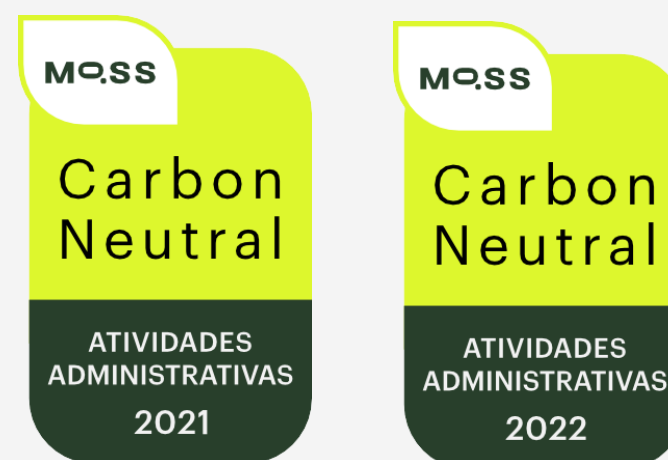 MOSS
Carbon
Neutral
ATIVIDADES
ADMINISTRATIVAS
2021
MOSS
Carbon
Neutral
ATIVIDADES
ADMINISTRATIVAS
2022